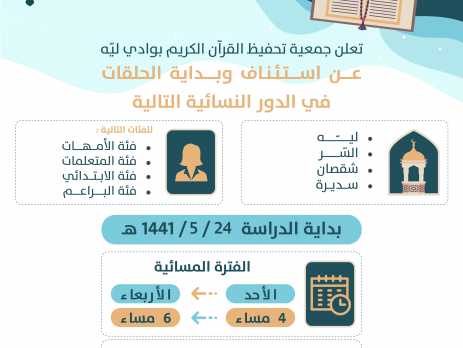 تعلن جمعية تحفيظ القرآن الكريم بوادي ليّه
عن استئناف وبداية الحلقات
في الدور النسائية التالية
ليّه
السّر
شقصان
سديرة
للفئات التالية :
فئة الأمهات
فئة المتعلمات
فئة الابتدائي
فئة البراعم
بداية الدراسة 24 / 5 / 1441 هـ
الفترة المسائية
الأحد
الأربعاء
4 مساء
6 مساء